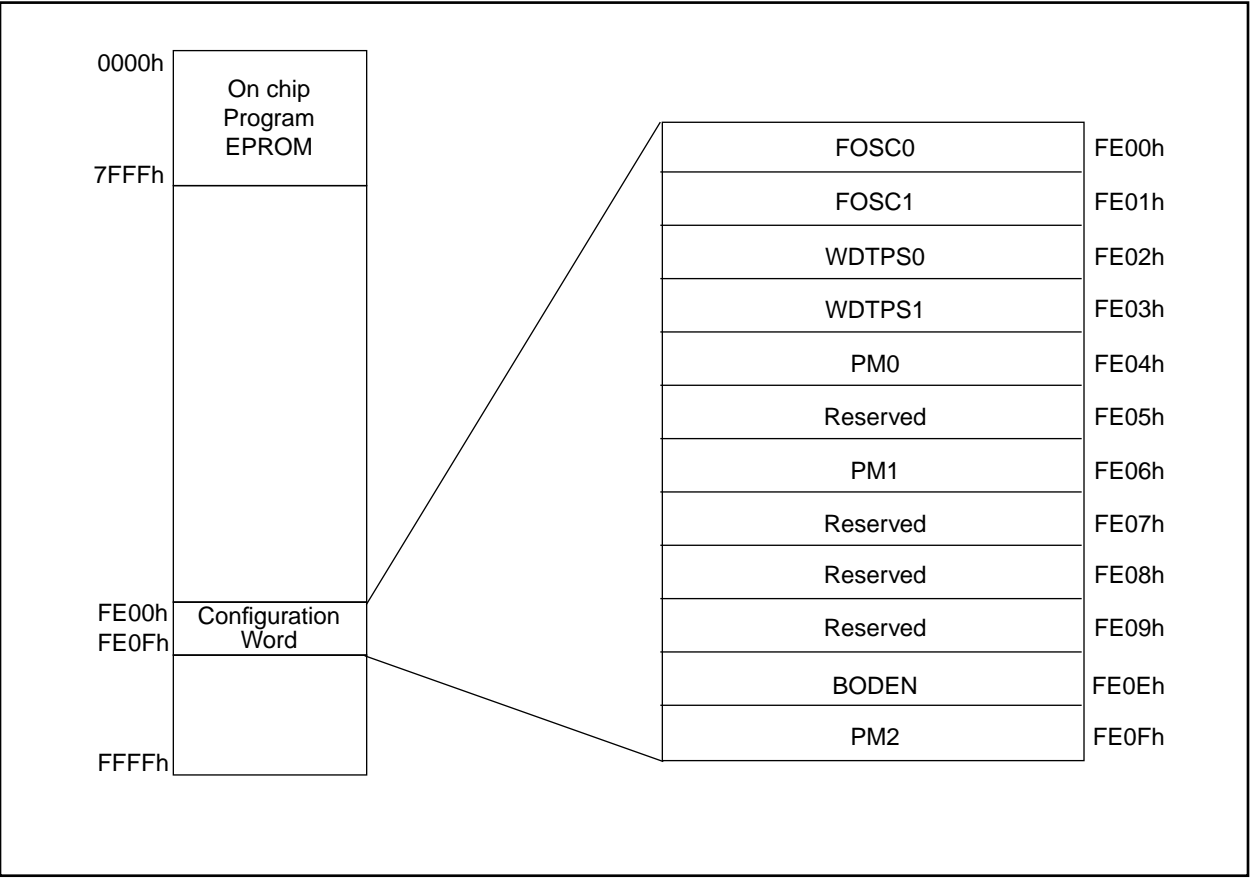 0000h
On chip
Program
EPROM
7FFFh
FE00h
Configuration
FE0Fh
Word
FFFFh
FOSC0 FE00h
FOSC1 FE01h
WDTPS0 FE02h
WDTPS1 FE03h
PM0 FE04h
Reserved FE05h
PM1 FE06h
Reserved FE07h
Reserved FE08h
Reserved FE09h
BODEN FE0Eh
PM2 FE0Fh